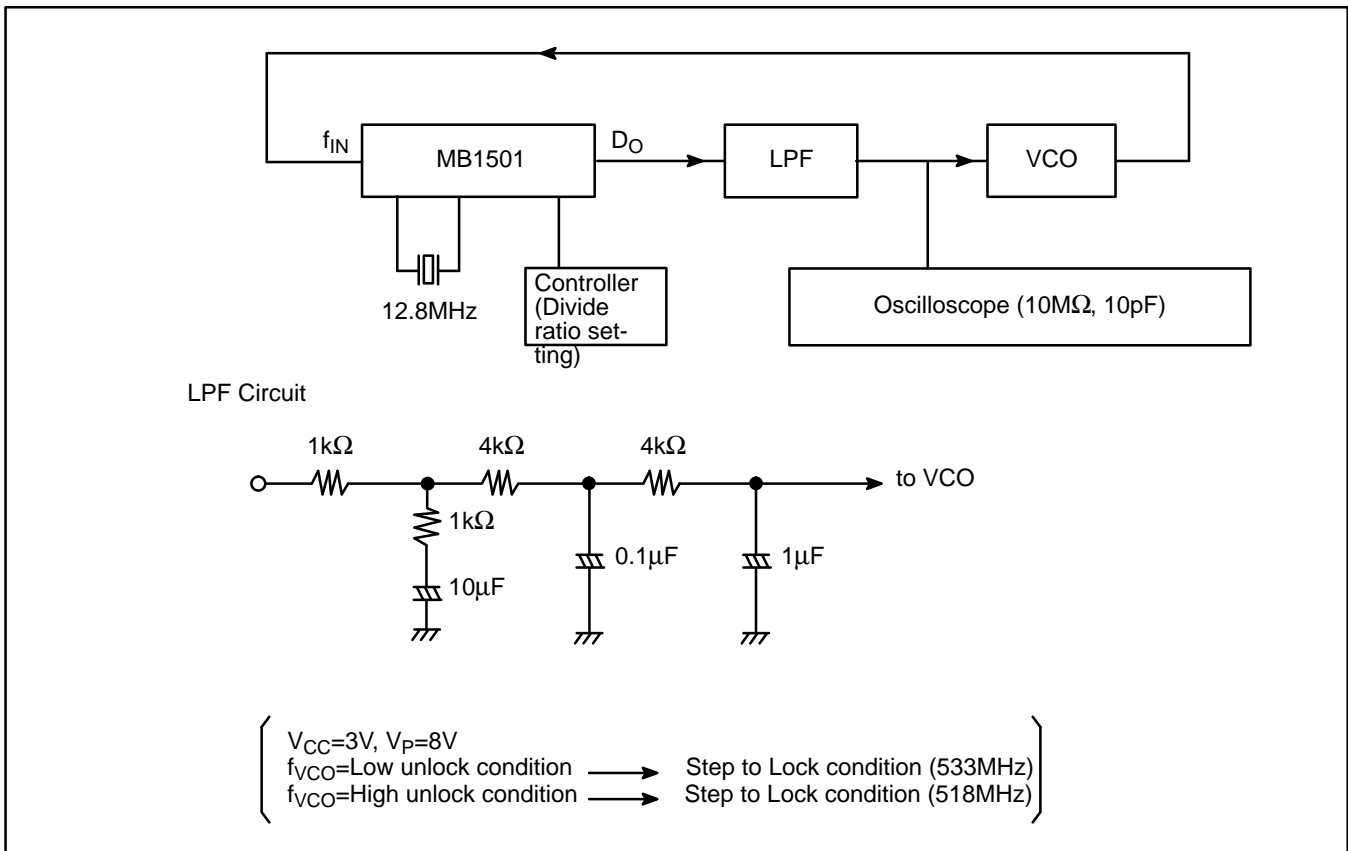 f_IN
MB1501
D_O
LPF
VCO
12.8MHz
Controller
(Divide
ratio set-
ting)
Oscilloscope (10MΩ, 10pF)
LPF Circuit
1kΩ
4kΩ
4kΩ
to VCO
1kΩ
10μF
0.1μF
1μF
V_CC=3V, V_P=8V
f_VCO=Low unlock condition Step to Lock condition (533MHz)
f_VCO=High unlock condition Step to Lock condition (518MHz)